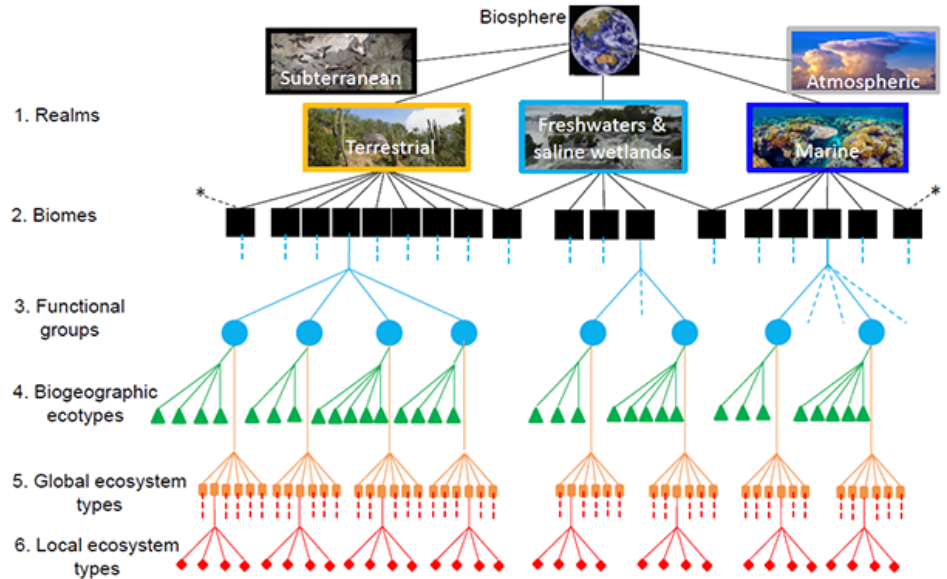 Biosphere
Subterranean
Atmospheric
1. Realms
Terrestrial
Freshwaters &
saline wetlands
Marine
*
*
2. Biomes
3. Functional
groups
4. Biogeographic
ecotypes
5. Global ecosystem
types
6. Local ecosystem
types